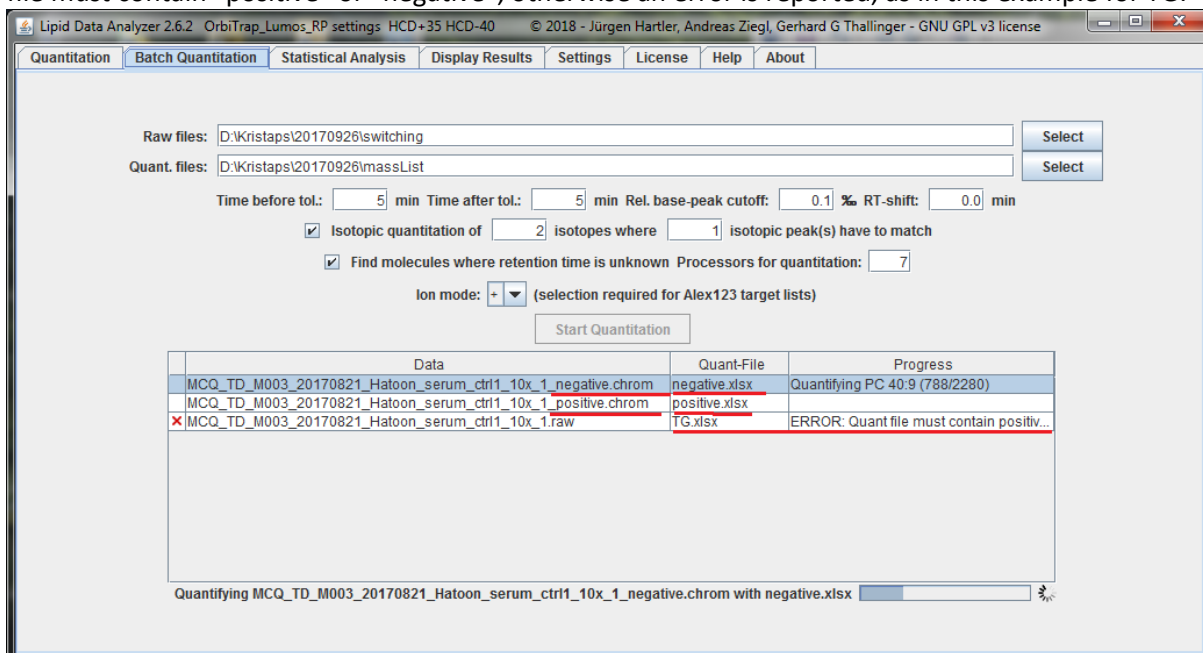 file must contain "positive" or "negative", otherwise an error is reported, as in this example for TG.
Lipid Data Analyzer 2.6.2 OrbiTrap_Lumos_RP settings HCD+35 HCD-40 © 2018 - Jürgen Hartler, Andreas Ziegl, Gerhard G Thallinger - GNU GPL v3 license
Quantitation Batch Quantitation Statistical Analysis Display Results Settings License Help About
Raw files: D:\Kristaps\20170926\switching Select
Quant. files: D:\Kristaps\20170926\massList Select
Time before tol.: 5 min Time after tol.: 5 min Rel. base-peak cutoff: 0.1 ‰ RT-shift: 0.0 min
Isotopic quantitation of 2 isotopes where 1 isotopic peak(s) have to match
Find molecules where retention time is unknown Processors for quantitation: 7
Ion mode: + (selection required for Alex123 target lists)
Start Quantitation
Data Quant-File Progress
MCQ_TD_M003_20170821_Hatoon_serum_ctrl1_10x_1_negative.chrom negative.xlsx Quantifying PC 40:9 (788/2280)
MCQ_TD_M003_20170821_Hatoon_serum_ctrl1_10x_1_positive.chrom positive.xlsx
MCQ_TD_M003_20170821_Hatoon_serum_ctrl1_10x_1.raw TG.xlsx ERROR: Quant file must contain positiv...
Quantifying MCQ_TD_M003_20170821_Hatoon_serum_ctrl1_10x_1_negative.chrom with negative.xlsx